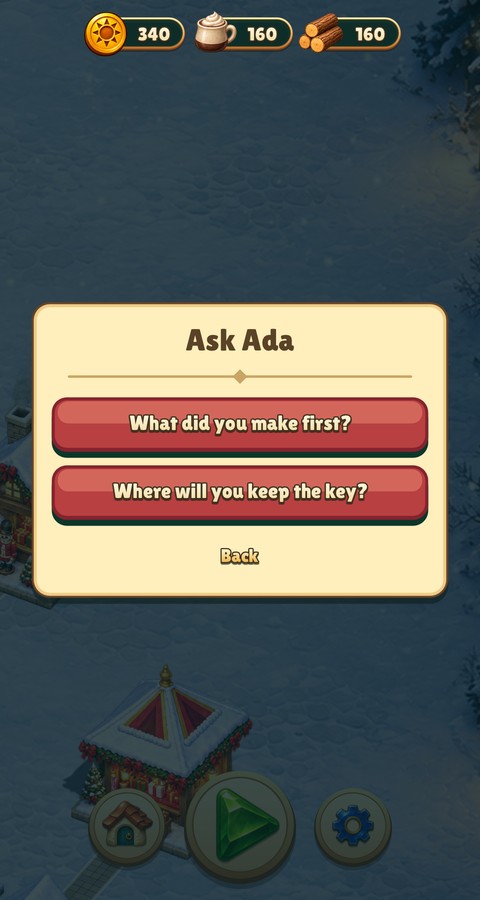 340 160 160
Ask Ada
What did you make first?
Where will you keep the key?
Back